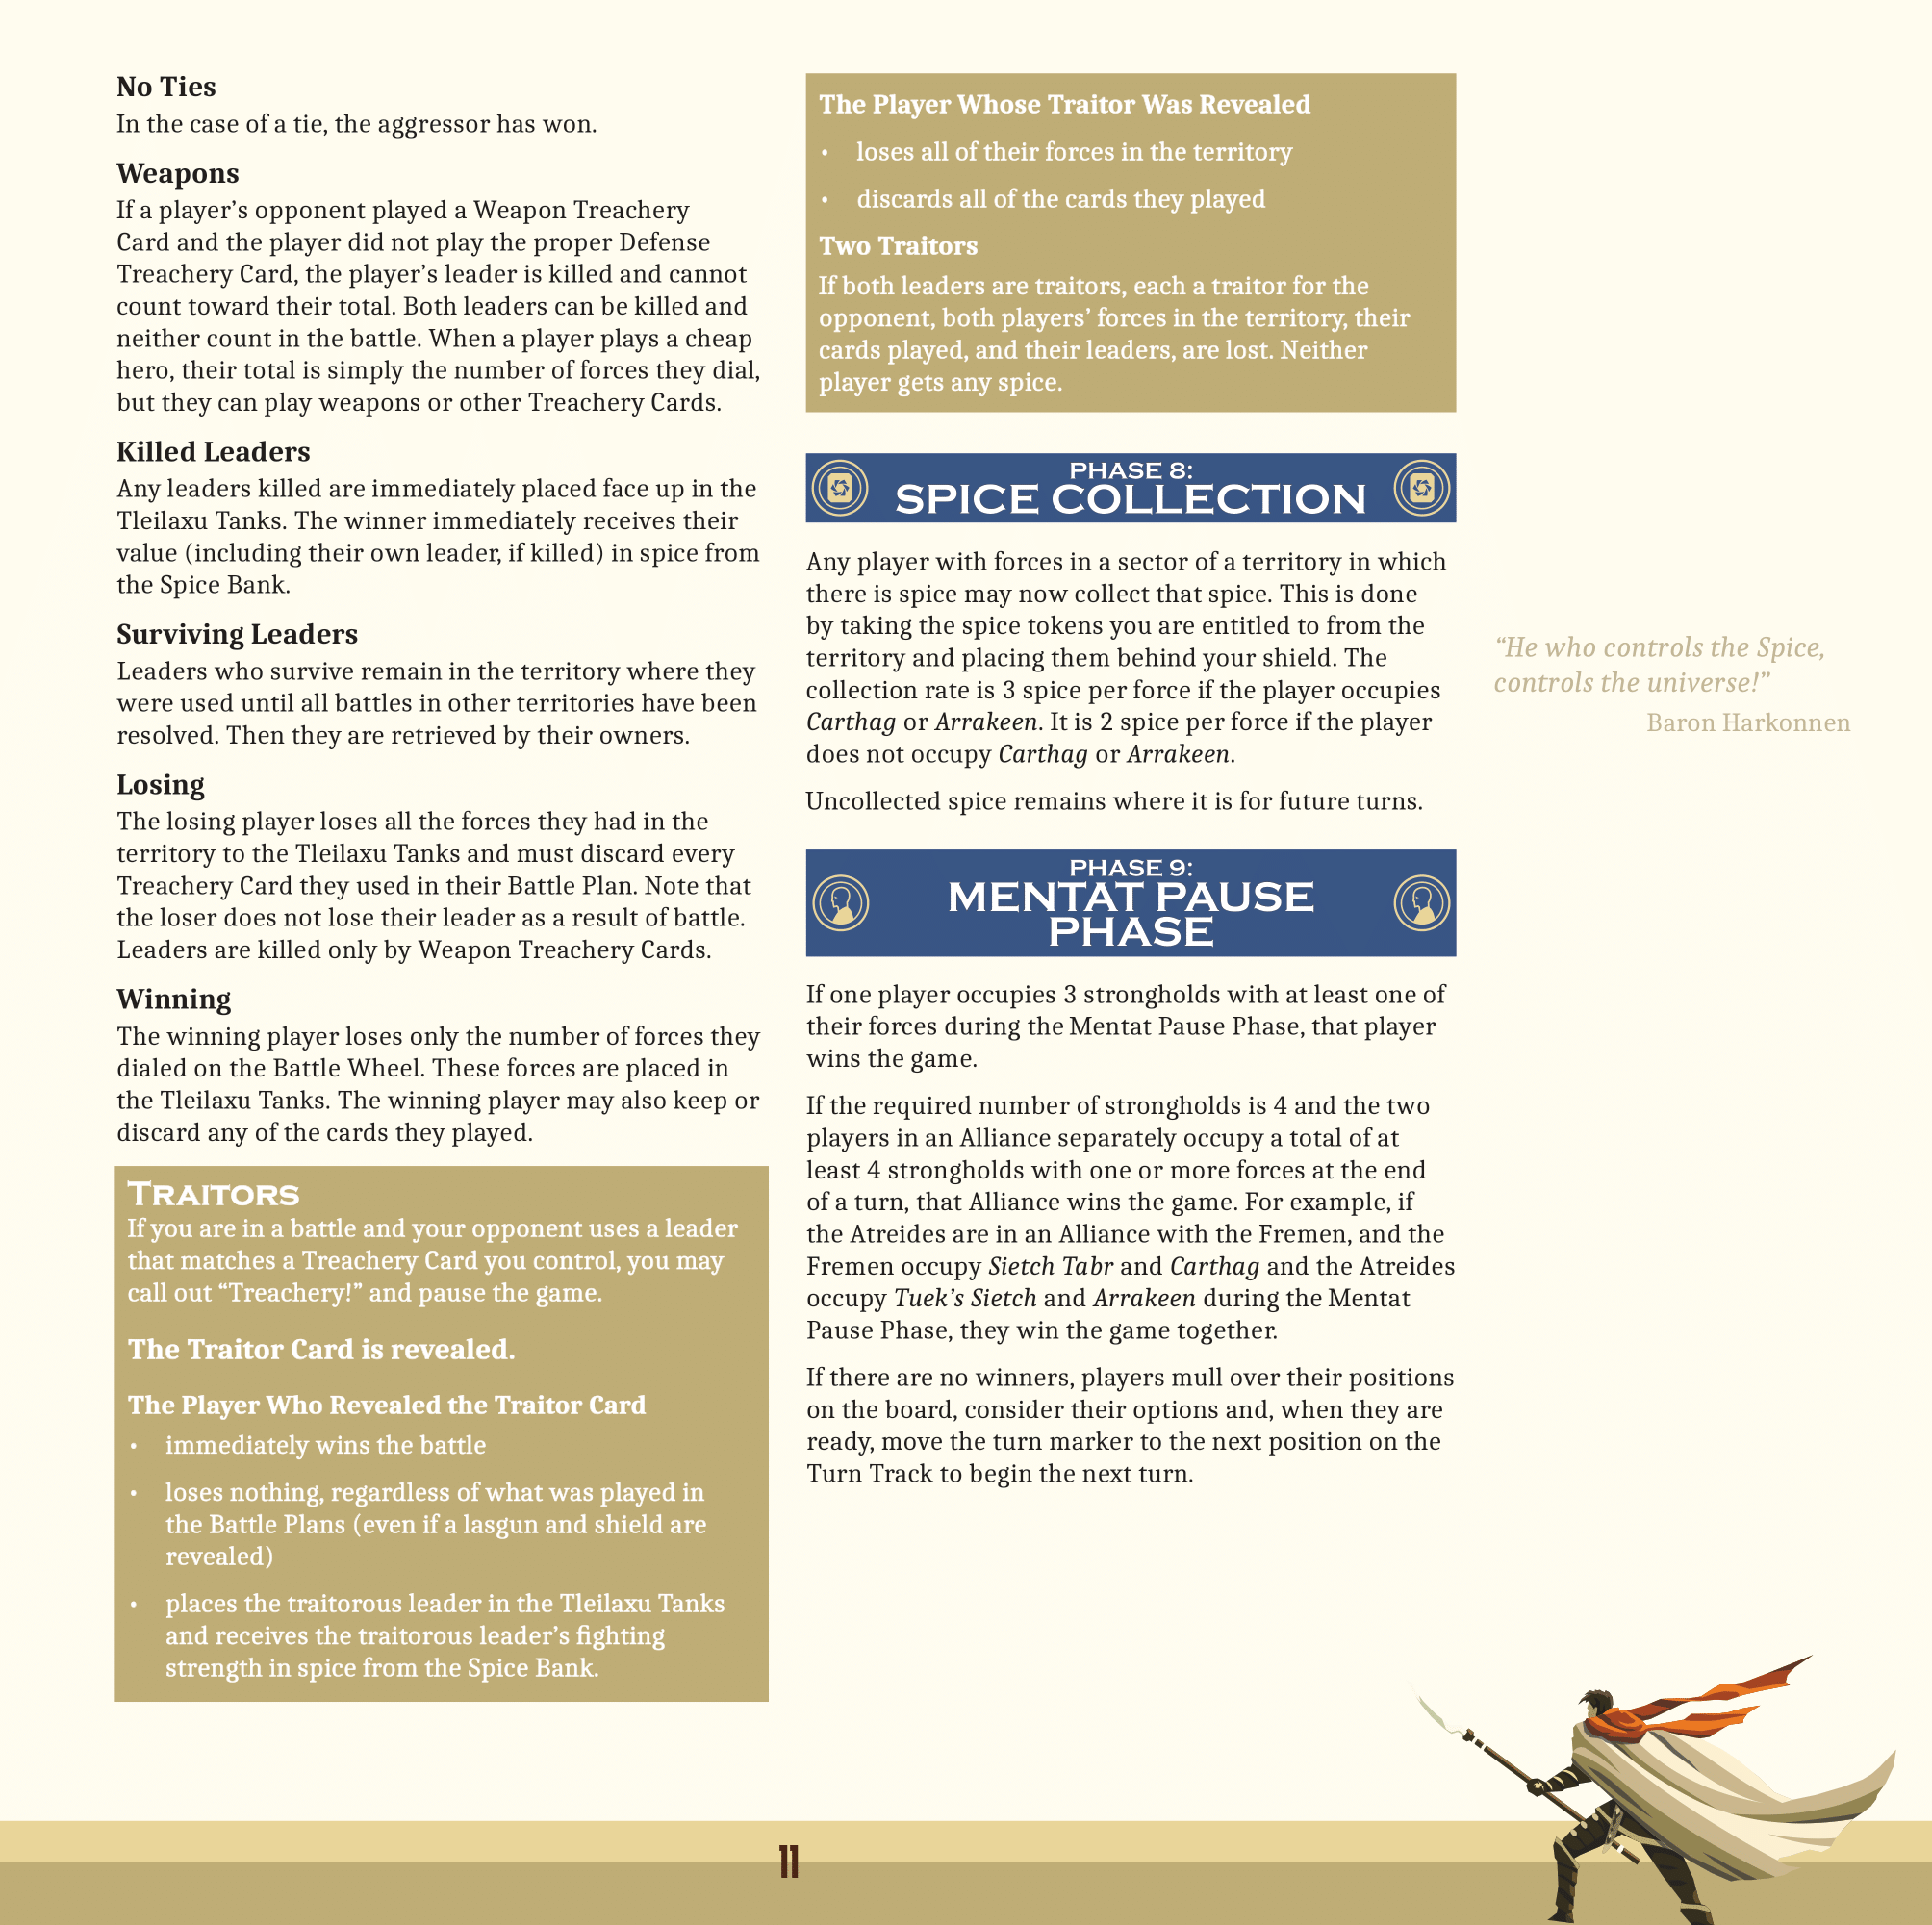 No Ties
In the case of a tie, the aggressor has won.
Weapons
If a player’s opponent played a Weapon Treachery
Card and the player did not play the proper Defense
Treachery Card, the player’s leader is killed and cannot
count toward their total. Both leaders can be killed and
neither count in the battle. When a player plays a cheap
hero, their total is simply the number of forces they dial,
but they can play weapons or other Treachery Cards.
Killed Leaders
Any leaders killed are immediately placed face up in the
Tleilaxu Tanks. The winner immediately receives their
value (including their own leader, if killed) in spice from
the Spice Bank.
Surviving Leaders
Leaders who survive remain in the territory where they
were used until all battles in other territories have been
resolved. Then they are retrieved by their owners.
Losing
The losing player loses all the forces they had in the
territory to the Tleilaxu Tanks and must discard every
Treachery Card they used in their Battle Plan. Note that
the loser does not lose their leader as a result of battle.
Leaders are killed only by Weapon Treachery Cards.
Winning
The winning player loses only the number of forces they
dialed on the Battle Wheel. These forces are placed in
the Tleilaxu Tanks. The winning player may also keep or
discard any of the cards they played.
TRAITORS
If you are in a battle and your opponent uses a leader
that matches a Treachery Card you control, you may
call out “Treachery!” and pause the game.
The Traitor Card is revealed.
The Player Who Revealed the Traitor Card
• immediately wins the battle
• loses nothing, regardless of what was played in
the Battle Plans (even if a lasgun and shield are
revealed)
• places the traitorous leader in the Tleilaxu Tanks
and receives the traitorous leader’s fighting
strength in spice from the Spice Bank.
The Player Whose Traitor Was Revealed
• loses all of their forces in the territory
• discards all of the cards they played
Two Traitors
If both leaders are traitors, each a traitor for the
opponent, both players’ forces in the territory, their
cards played, and their leaders, are lost. Neither
player gets any spice.
PHASE 8:
SPICE COLLECTION
Any player with forces in a sector of a territory in which
there is spice may now collect that spice. This is done
by taking the spice tokens you are entitled to from the
territory and placing them behind your shield. The
collection rate is 3 spice per force if the player occupies
Carthag or Arrakeen. It is 2 spice per force if the player
does not occupy Carthag or Arrakeen.
Uncollected spice remains where it is for future turns.
PHASE 9:
MENTAT PAUSE
PHASE
If one player occupies 3 strongholds with at least one of
their forces during the Mentat Pause Phase, that player
wins the game.
If the required number of strongholds is 4 and the two
players in an Alliance separately occupy a total of at
least 4 strongholds with one or more forces at the end
of a turn, that Alliance wins the game. For example, if
the Atreides are in an Alliance with the Fremen, and the
Fremen occupy Sietch Tabr and Carthag and the Atreides
occupy Tuek’s Sietch and Arrakeen during the Mentat
Pause Phase, they win the game together.
If there are no winners, players mull over their positions
on the board, consider their options and, when they are
ready, move the turn marker to the next position on the
Turn Track to begin the next turn.
“He who controls the Spice,
controls the universe!”
Baron Harkonnen
11